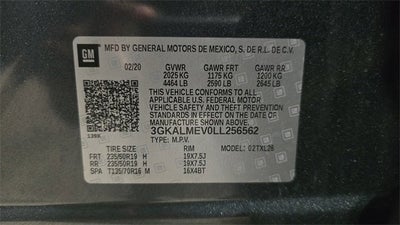 GM
MFD BY GENERAL MOTORS DE MEXICO, S. DE R.L. DE C.V.
02/20 GVWR GAWR FRT GAWR RR
2025 KG 1175 KG 1200 KG
4464 LB 2590 LB 2645 LB
THIS VEHICLE CONFORMS TO ALL
APPLICABLE U.S. FEDERAL MOTOR
VEHICLE SAFETY AND THEFT PREVENTION
STANDARDS IN EFFECT ON THE DATE OF
MANUFACTURE SHOWN ABOVE.
3GKALMEV0LL256562
TYPE: M.P.V. MODEL: 02TXL26
TIRE SIZE RIM
FRT 235/50R19 H 19X7.5J
RR 235/50R19 H 19X7.5J
SPA T135/70R16 M 16X4BT